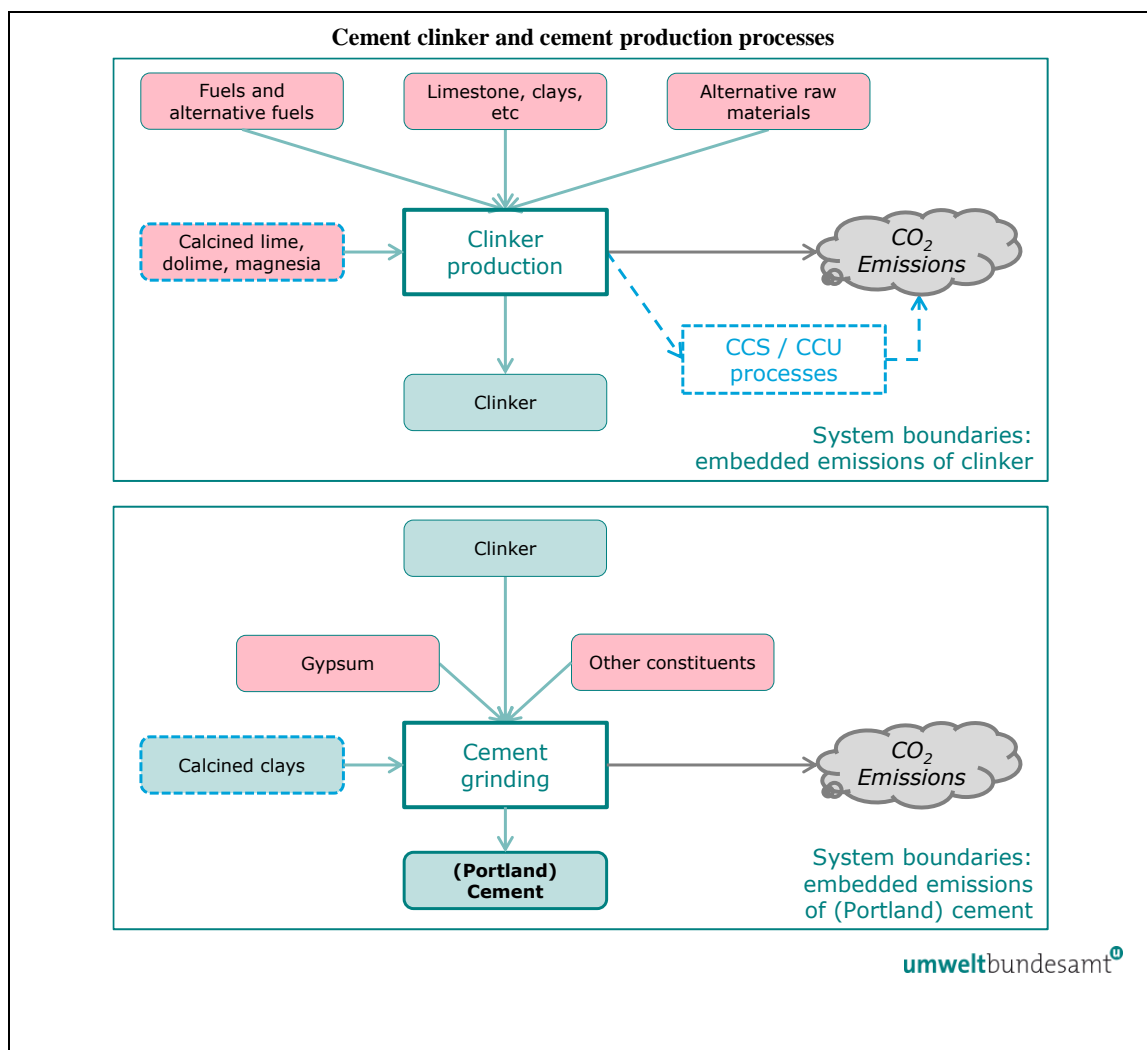 Cement clinker and cement production processes
Fuels and
alternative fuels
Limestone, clays,
etc
Alternative raw
materials
Calcined lime,
dolime, magnesia
Clinker
production
CO2
Emissions
CCS / CCU
processes
Clinker
System boundaries:
embedded emissions of clinker
Clinker
Gypsum
Other constituents
Calcined clays
Cement
grinding
CO2
Emissions
(Portland)
Cement
System boundaries:
embedded emissions
of (Portland) cement
umweltbundesamt u